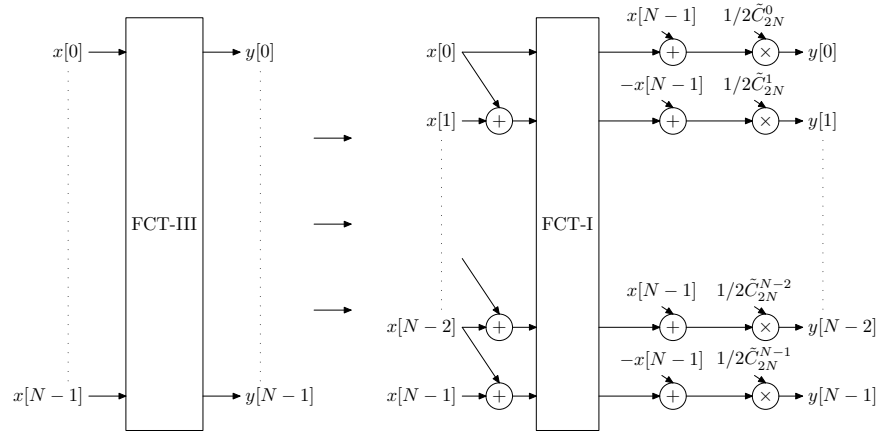 x[N−1] 1/2C̃⁰₂N
x[0] y[0] x[0] + × y[0]
−x[N−1] 1/2C̃¹₂N
x[1] + + × y[1]
FCT-III FCT-I
x[N−1] 1/2C̃ᴺ⁻²₂N
x[N−2] + + × y[N−2]
−x[N−1] 1/2C̃ᴺ⁻¹₂N
x[N−1] y[N−1] x[N−1] + + × y[N−1]